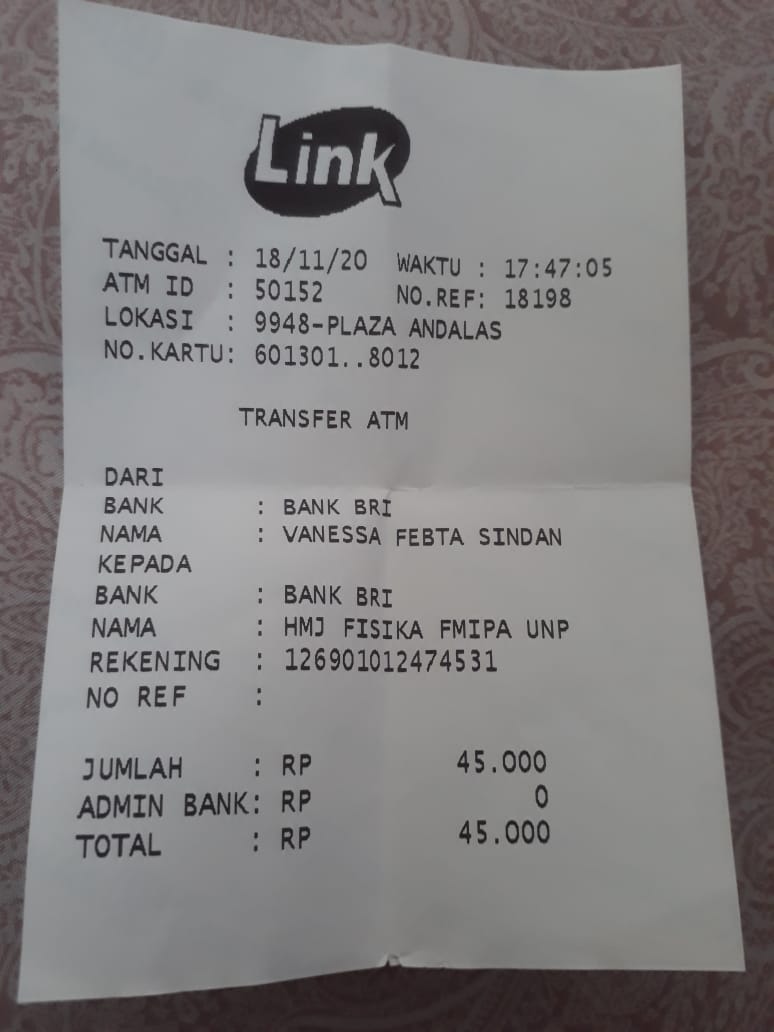 Link
TANGGAL : 18/11/20 WAKTU : 17:47:05
ATM ID : 50152 NO.REF: 18198
LOKASI : 9948-PLAZA ANDALAS
NO.KARTU: 601301..8012
TRANSFER ATM
DARI
BANK : BANK BRI
NAMA : VANESSA FEBTA SINDAN
KEPADA
BANK : BANK BRI
NAMA : HMJ FISIKA FMIPA UNP
REKENING : 126901012474531
NO REF :
JUMLAH : RP 45.000
ADMIN BANK: RP 0
TOTAL : RP 45.000